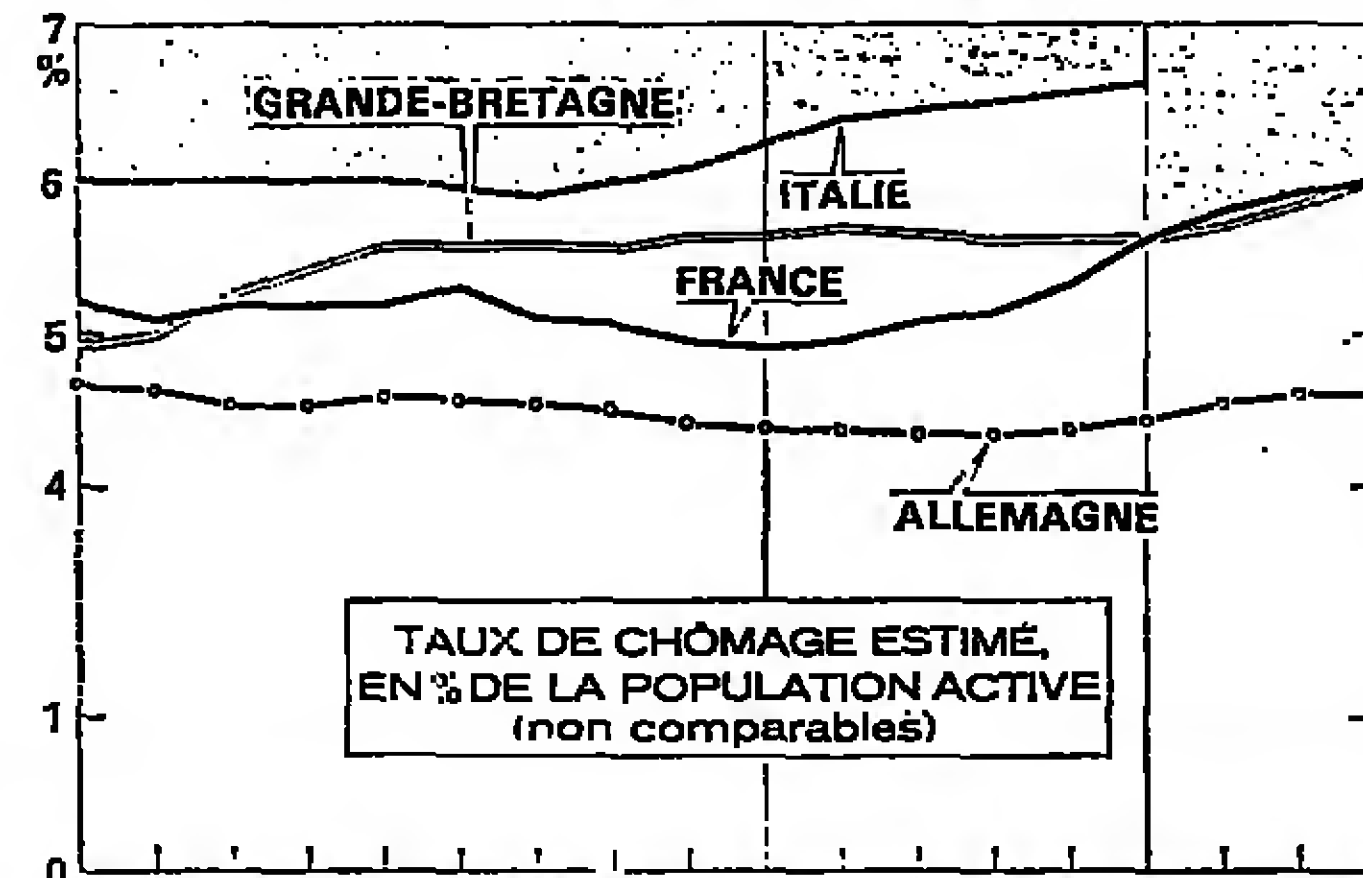 7
%
GRANDE-BRETAGNE
6
ITALIE
FRANCE
5
4
ALLEMAGNE
TAUX DE CHÔMAGE ESTIMÉ,
EN % DE LA POPULATION ACTIVE
(non comparables)
1
0